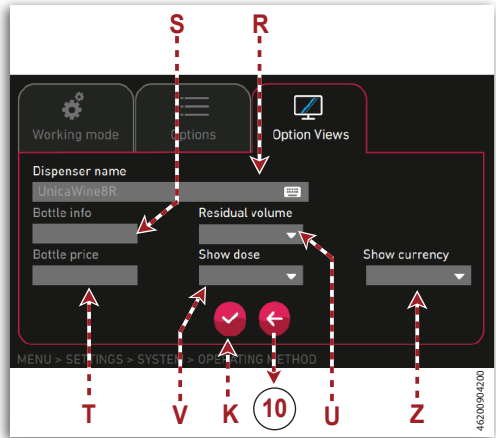 S R
Working mode Options Option Views
Dispenser name
UnicaWine8R
Bottle info Residual volume
Bottle price Show dose Show currency
MENU > SETTINGS > SYSTEM > OPERATING METHOD
T V K 10 U Z
46200904200